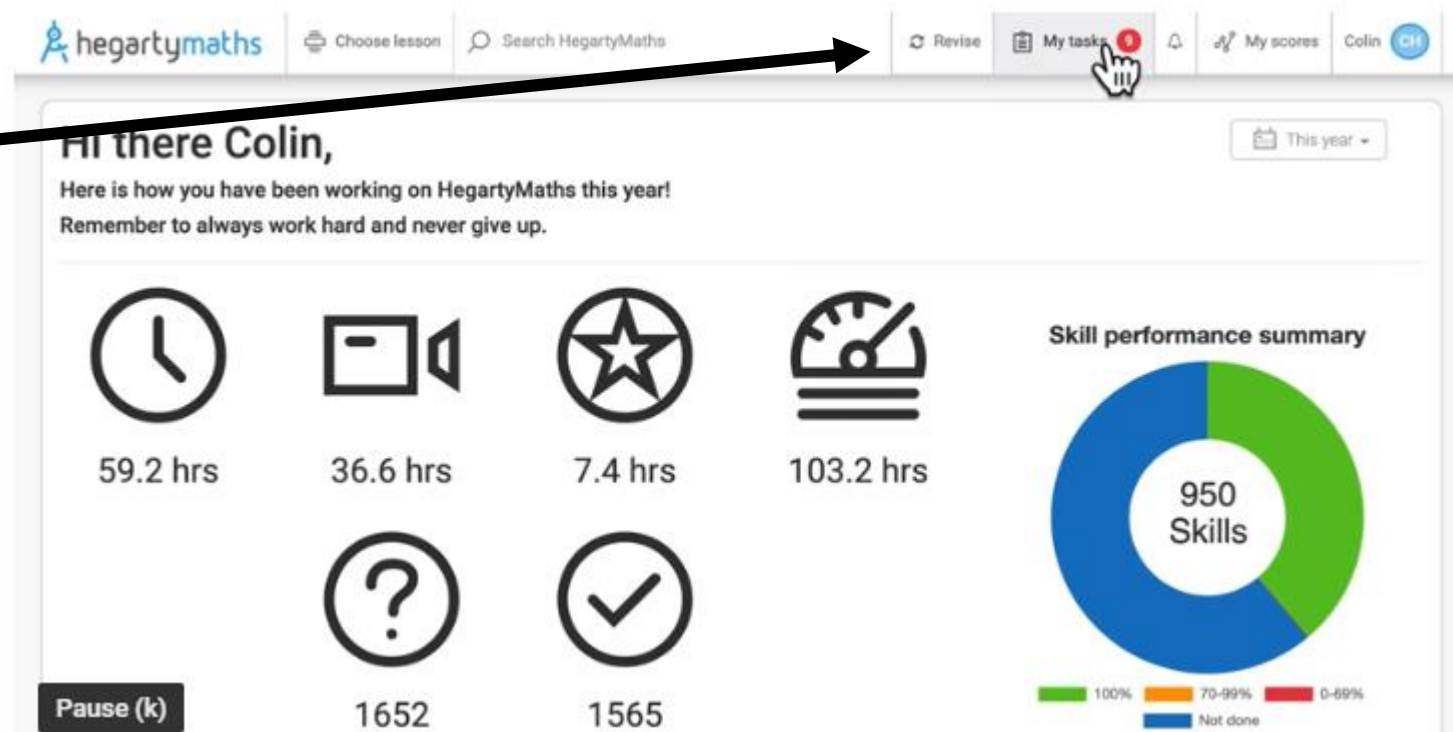 hegartymaths Choose lesson Search HegartyMaths Revise My tasks 9 My scores Colin CH
Hi there Colin,
This year
Here is how you have been working on HegartyMaths this year!
Remember to always work hard and never give up.
Skill performance summary
59.2 hrs 36.6 hrs 7.4 hrs 103.2 hrs
950
Skills
100% 70-99% 0-69%
Not done
Pause (k)
1652 1565